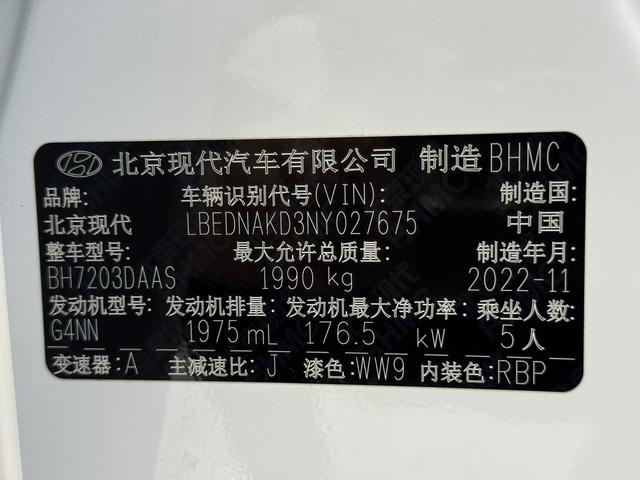 北京现代汽车有限公司 制造 BHMC
品牌: 车辆识别代号(VIN): 制造国:
北京现代 LBEDNAKD3NY027675 中国
整车型号: 最大允许总质量: 制造年月:
BH7203DAAS 1990 kg 2022-11
发动机型号: 发动机排量: 发动机最大净功率: 乘坐人数:
G4NN 1975 mL 176.5 kW 5人
变速器: A 主减速比: J 漆色: WW9 内装色: RBP